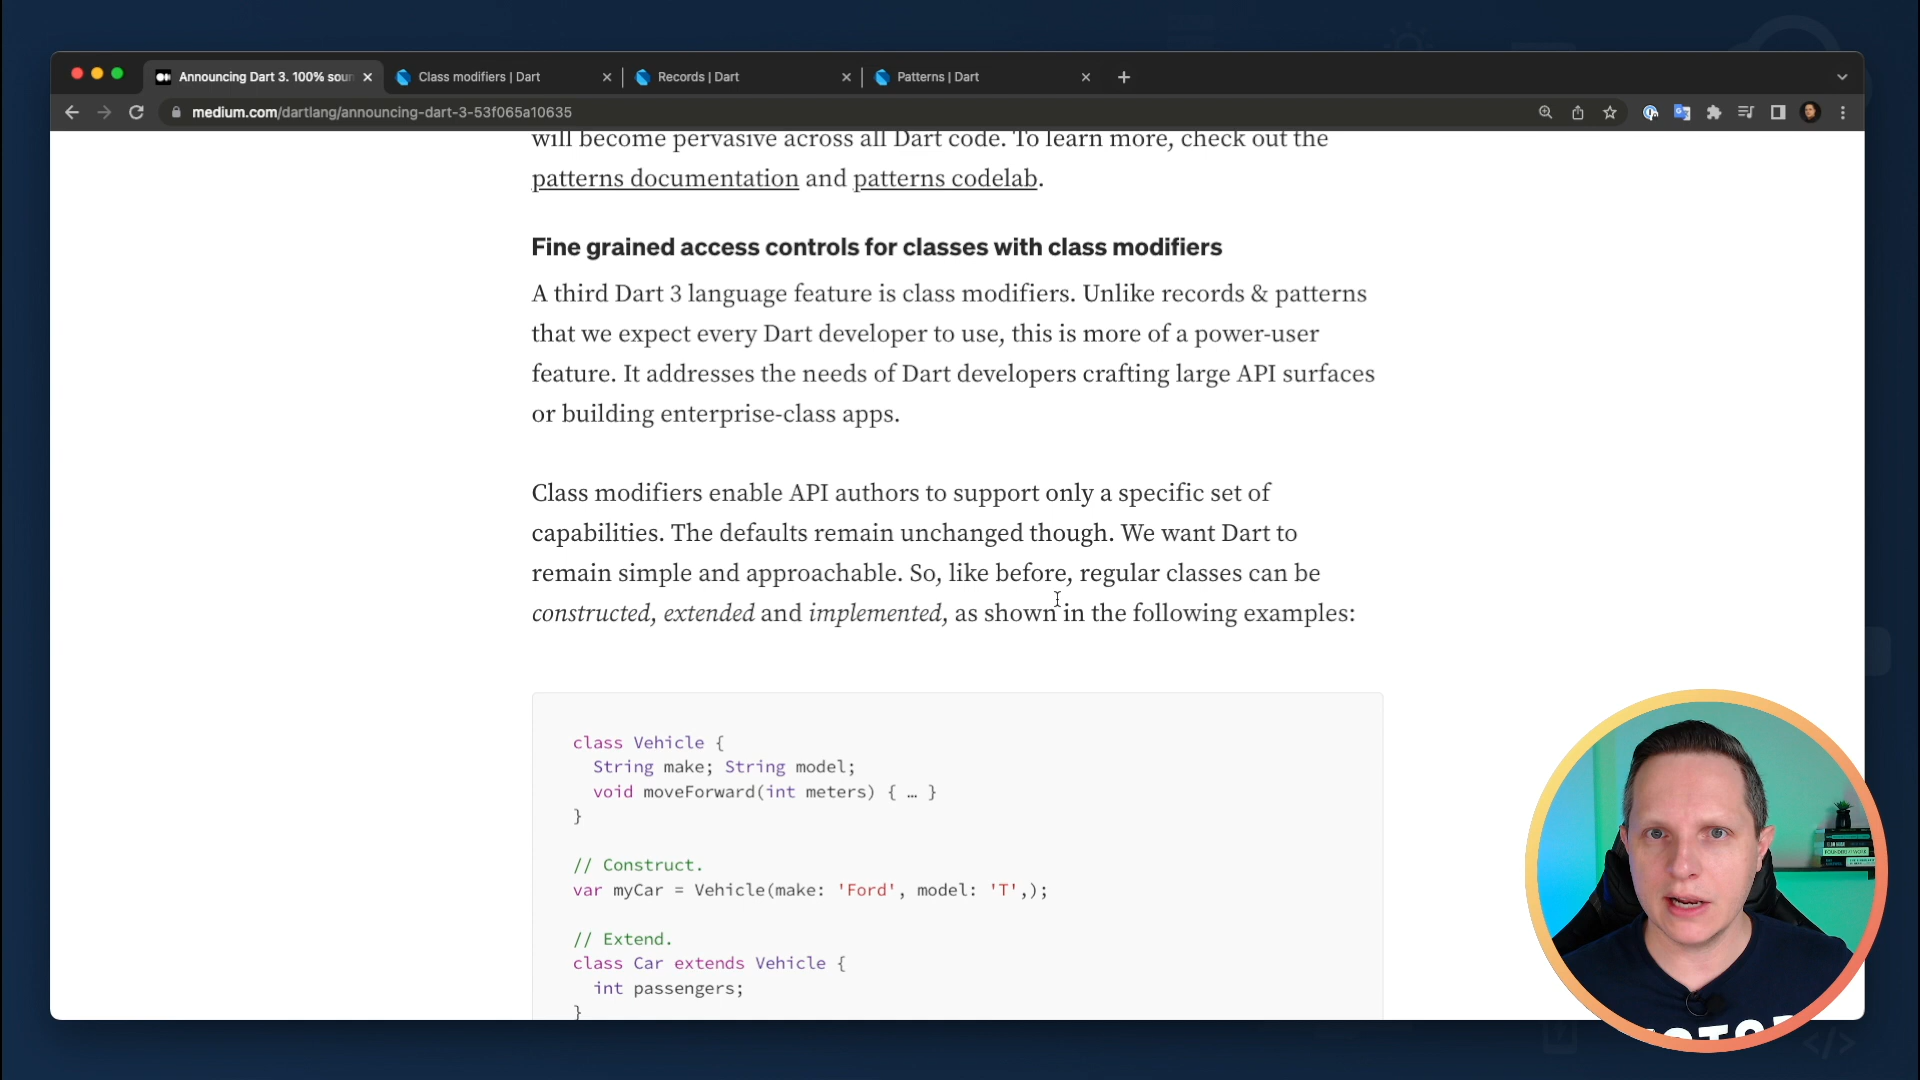 Announcing Dart 3. 100% soun
Class modifiers | Dart
Records | Dart
Patterns | Dart
medium.com/dartlang/announcing-dart-3-53f065a10635
will become pervasive across all Dart code. To learn more, check out the
patterns documentation and patterns codelab.
Fine grained access controls for classes with class modifiers
A third Dart 3 language feature is class modifiers. Unlike records & patterns
that we expect every Dart developer to use, this is more of a power-user
feature. It addresses the needs of Dart developers crafting large API surfaces
or building enterprise-class apps.
Class modifiers enable API authors to support only a specific set of
capabilities. The defaults remain unchanged though. We want Dart to
remain simple and approachable. So, like before, regular classes can be
constructed, extended and implemented, as shown in the following examples:
class Vehicle {
String make; String model;
void moveForward(int meters) { … }
}
// Construct.
var myCar = Vehicle(make: 'Ford', model: 'T',);
// Extend.
class Car extends Vehicle {
int passengers;
}